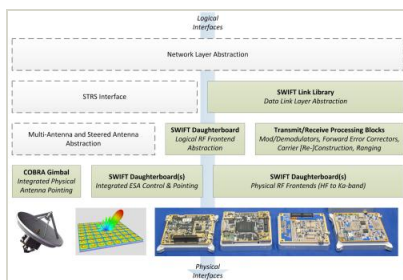 Logical
Interfaces
Network Layer Abstraction
STRS Interface
SWIFT Link Library
Data Link Layer Abstraction
Multi-Antenna and Steered Antenna
Abstraction
SWIFT Daughterboard
Logical RF Frontend
Abstraction
Transmit/Receive Processing Blocks
Mod/Demodulators, Forward Error Correctors,
Carrier [Re-]Construction, Ranging
COBRA Gimbal
Integrated Physical
Antenna Pointing
SWIFT Daughterboard(s)
Integrated ESA Control & Pointing
SWIFT Daughterboard(s)
Physical RF Frontends (HF to Ka-band)
Physical
Interfaces